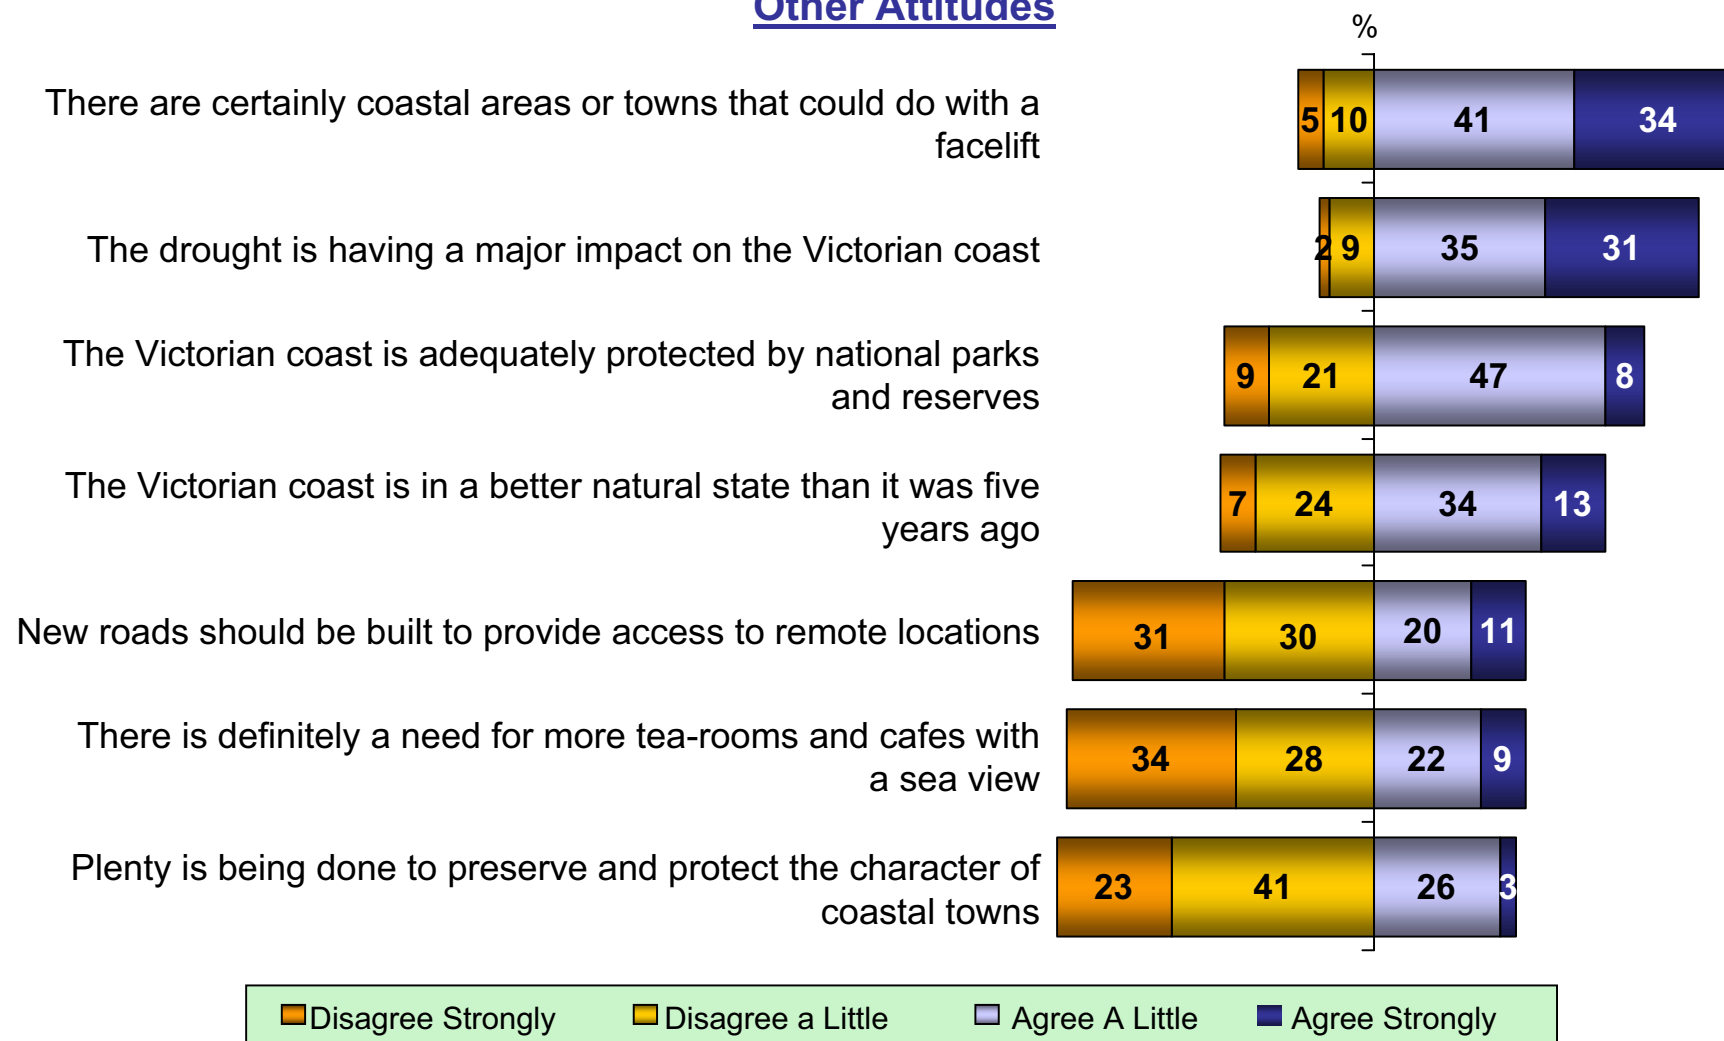 Other Attitudes
%
There are certainly coastal areas or towns that could do with a
facelift
5 10 41 34
The drought is having a major impact on the Victorian coast
2 9 35 31
The Victorian coast is adequately protected by national parks
and reserves
9 21 47 8
The Victorian coast is in a better natural state than it was five
years ago
7 24 34 13
New roads should be built to provide access to remote locations
31 30 20 11
There is definitely a need for more tea-rooms and cafes with
a sea view
34 28 22 9
Plenty is being done to preserve and protect the character of
coastal towns
23 41 26 3
Disagree Strongly Disagree a Little Agree A Little Agree Strongly